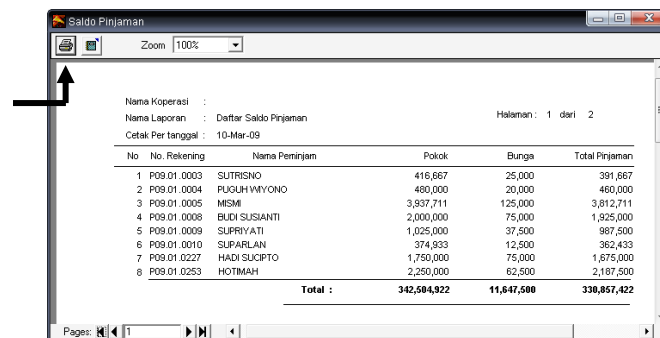 Saldo Pinjaman
Zoom 100%
Nama Koperasi :
Nama Laporan : Daftar Saldo Pinjaman Halaman : 1 dari 2
Cetak Per tanggal : 10-Mar-09
No No. Rekening Nama Peminjam Pokok Bunga Total Pinjaman
1 P09.01.0003 SUTRISNO 416,667 25,000 391,667
2 P09.01.0004 PUGUH WIYONO 480,000 20,000 460,000
3 P09.01.0005 MISMI 3,937,711 125,000 3,812,711
4 P09.01.0008 BUDI SUSIANTI 2,000,000 75,000 1,925,000
5 P09.01.0009 SUPRIYATI 1,025,000 37,500 987,500
6 P09.01.0010 SUPARLAN 374,933 12,500 362,433
7 P09.01.0227 HADI SUCIPTO 1,750,000 75,000 1,675,000
8 P09.01.0253 HOTIMAH 2,250,000 62,500 2,187,500
Total : 342,504,922 11,647,500 330,857,422
Pages: 1